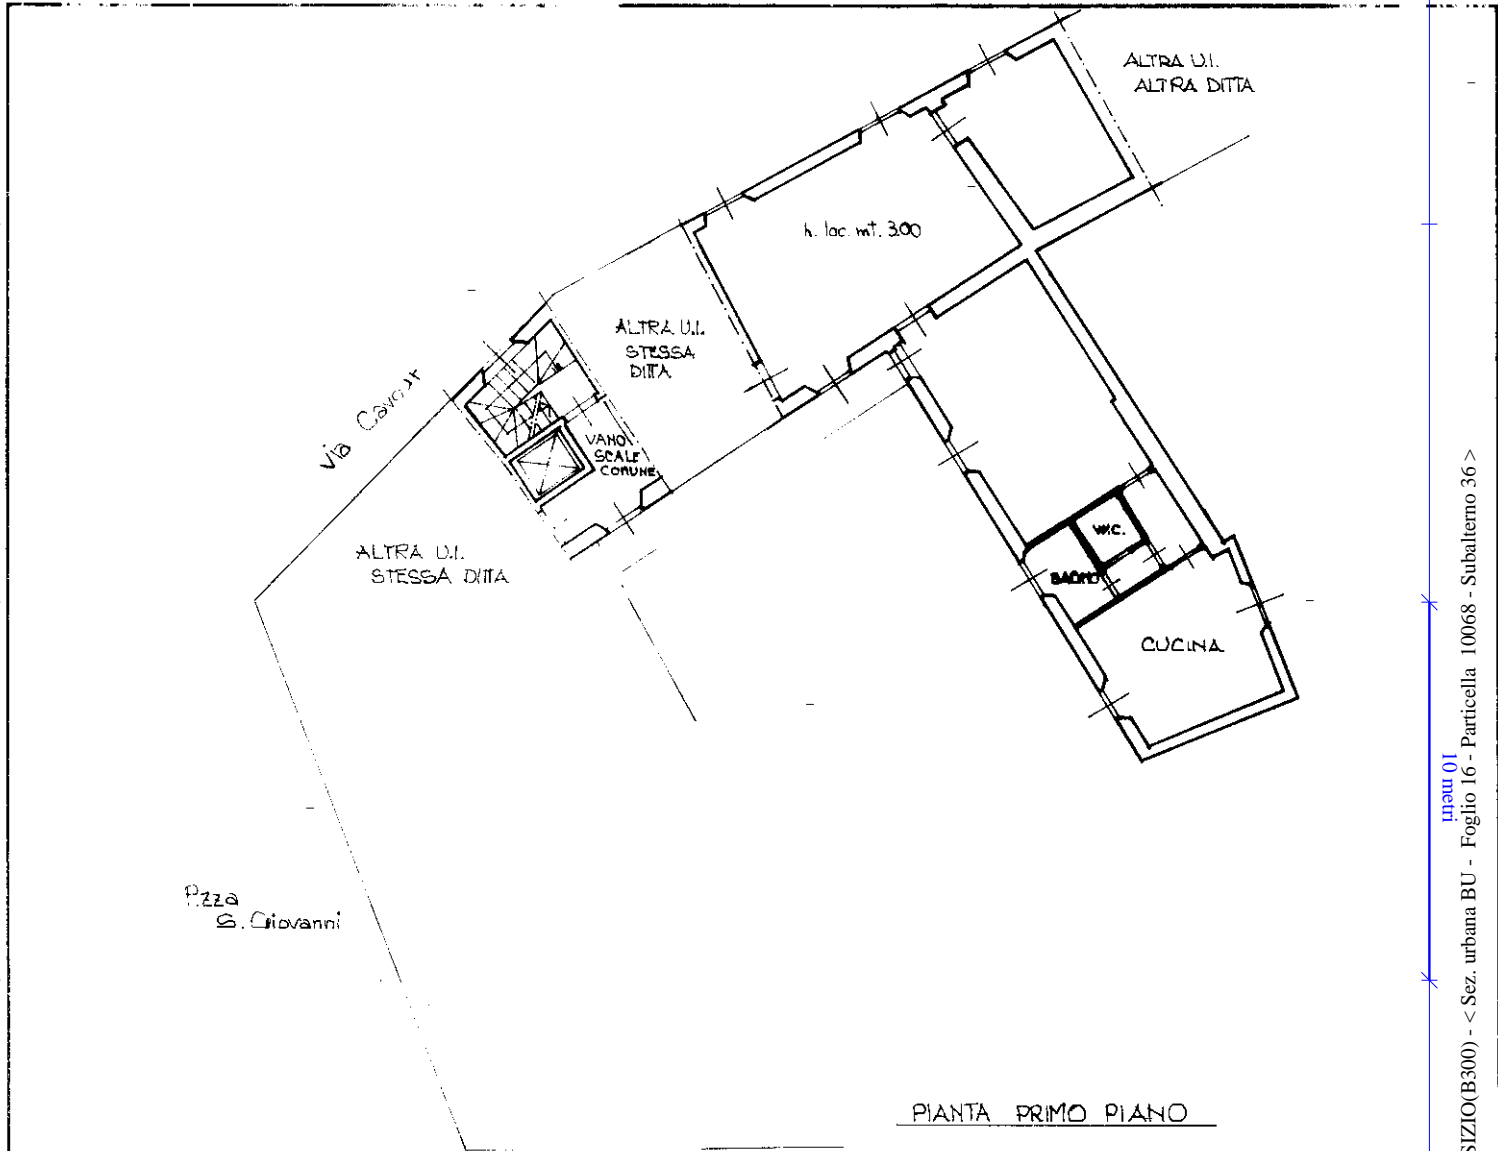 ALTRA U.I.
ALTRA DITTA
h. loc. mt. 3.00
ALTRA U.I.
STESSA
DITTA
Via Cavour
VANO
SCALE
COMUNE
ALTRA U.I.
STESSA DITTA
W.C.
BAGNO
CUCINA
P.zza
S. Giovanni
PIANTA PRIMO PIANO
10 metri
SIZIO(B300) - < Sez. urbana BU - Foglio 16 - Particella 10068 - Subalterno 36 >